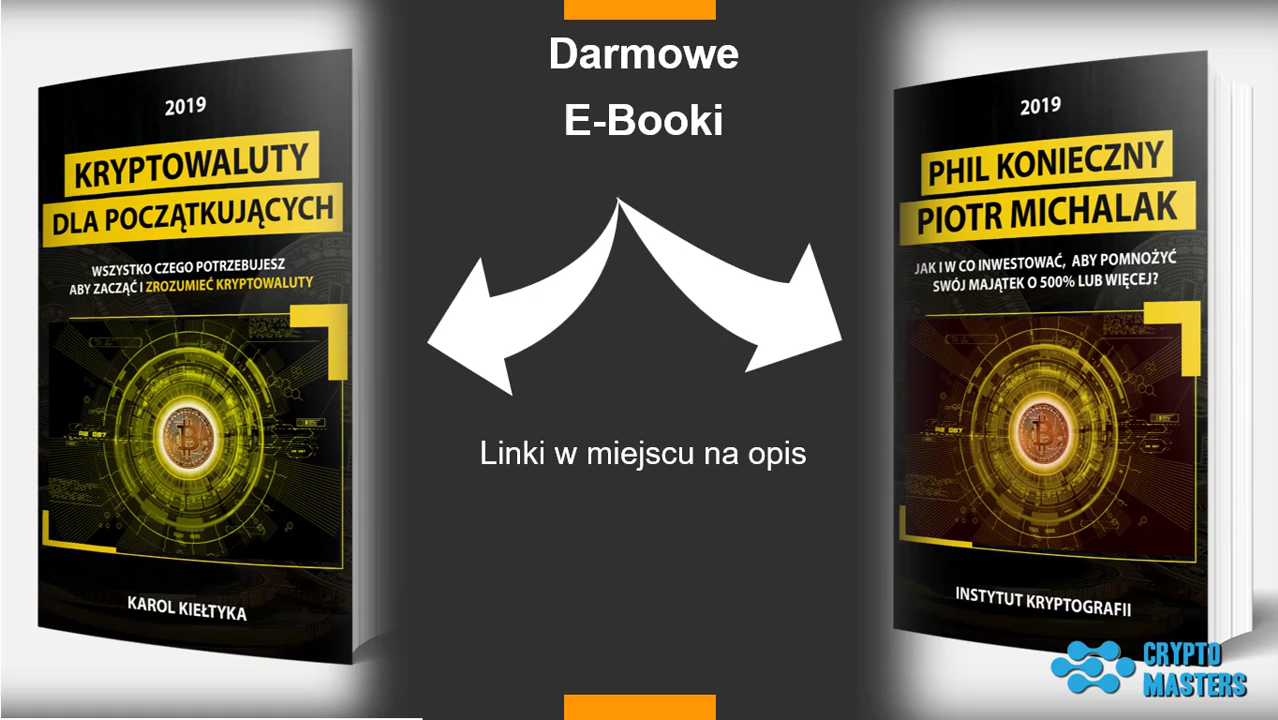 Darmowe
E-Booki
Linki w miejscu na opis
2019
KRYPTOWALUTY
DLA POCZĄTKUJĄCYCH
WSZYSTKO CZEGO POTRZEBUJESZ
ABY ZACZĄĆ I ZROZUMIEĆ KRYPTOWALUTY
KAROL KIEŁTYKA
2019
PHIL KONIECZNY
PIOTR MICHALAK
JAK I W CO INWESTOWAĆ, ABY POMNOŻYĆ
SWÓJ MAJĄTEK O 500% LUB WIĘCEJ?
INSTYTUT KRYPTOGRAFII
CRYPTO
MASTERS